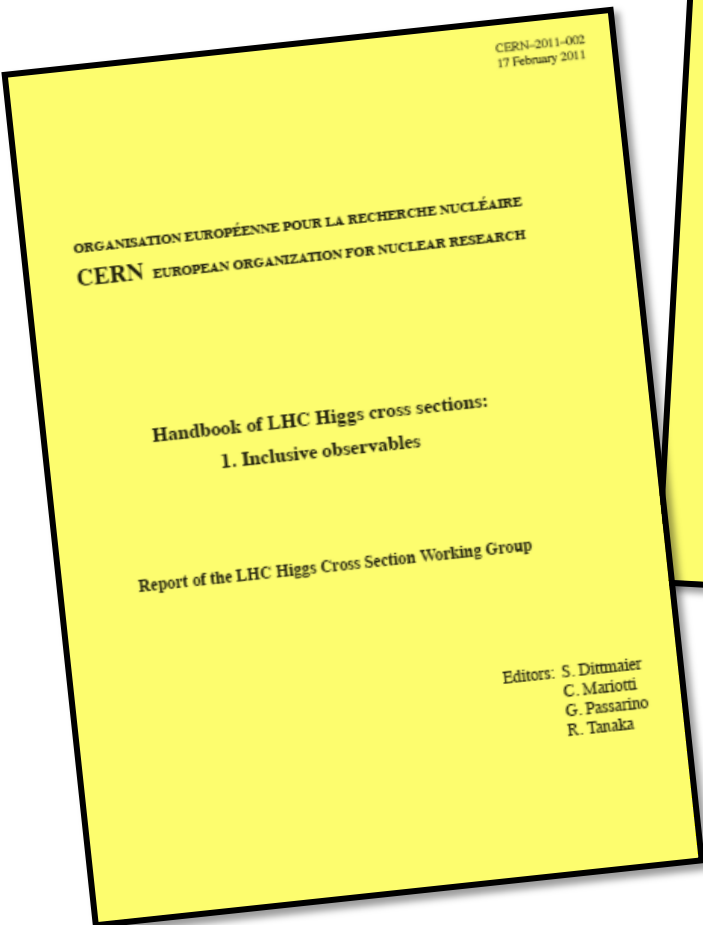 CERN–2011–002
17 February 2011
ORGANISATION EUROPÉENNE POUR LA RECHERCHE NUCLÉAIRE
CERN EUROPEAN ORGANIZATION FOR NUCLEAR RESEARCH
Handbook of LHC Higgs cross sections:
1. Inclusive observables
Report of the LHC Higgs Cross Section Working Group
Editors: S. Dittmaier
C. Mariotti
G. Passarino
R. Tanaka